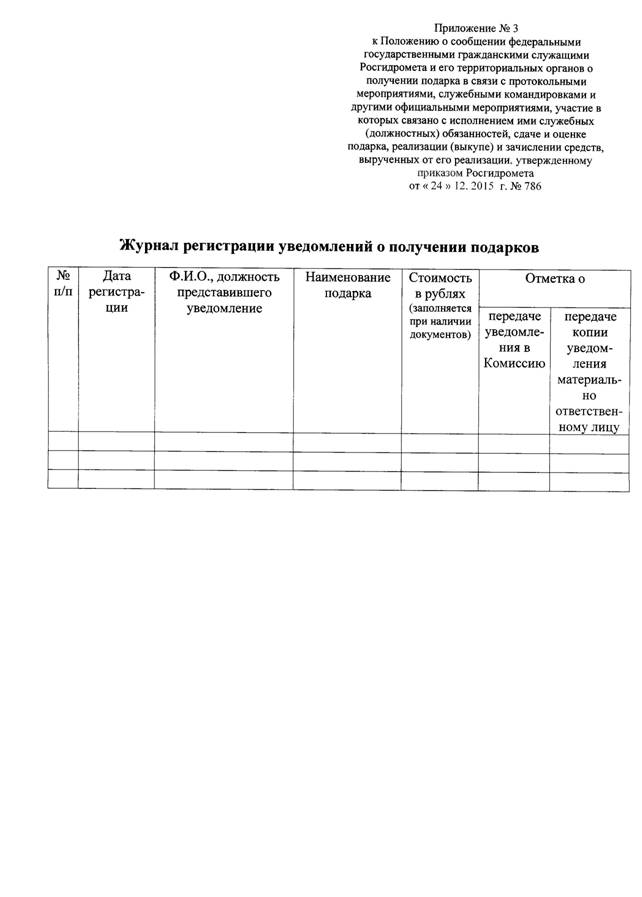 Приложение № 3
к Положению о сообщении федеральными
государственными гражданскими служащими
Росгидромета и его территориальных органов о
получении подарка в связи с протокольными
мероприятиями, служебными командировками и
другими официальными мероприятиями, участие в
которых связано с исполнением ими служебных
(должностных) обязанностей, сдаче и оценке
подарка, реализации (выкупе) и зачислении средств,
вырученных от его реализации, утвержденному
приказом Росгидромета
от « 24 » 12. 2015 г. № 786
Журнал регистрации уведомлений о получении подарков
№
п/п
Дата
регистра-
ции
Ф.И.О., должность
представившего
уведомление
Наименование
подарка
Стоимость
в рублях
(заполняется
при наличии
документов)
Отметка о
передаче
уведомле-
ния в
Комиссию
передаче
копии
уведом-
ления
материаль-
но
ответствен-
ному лицу